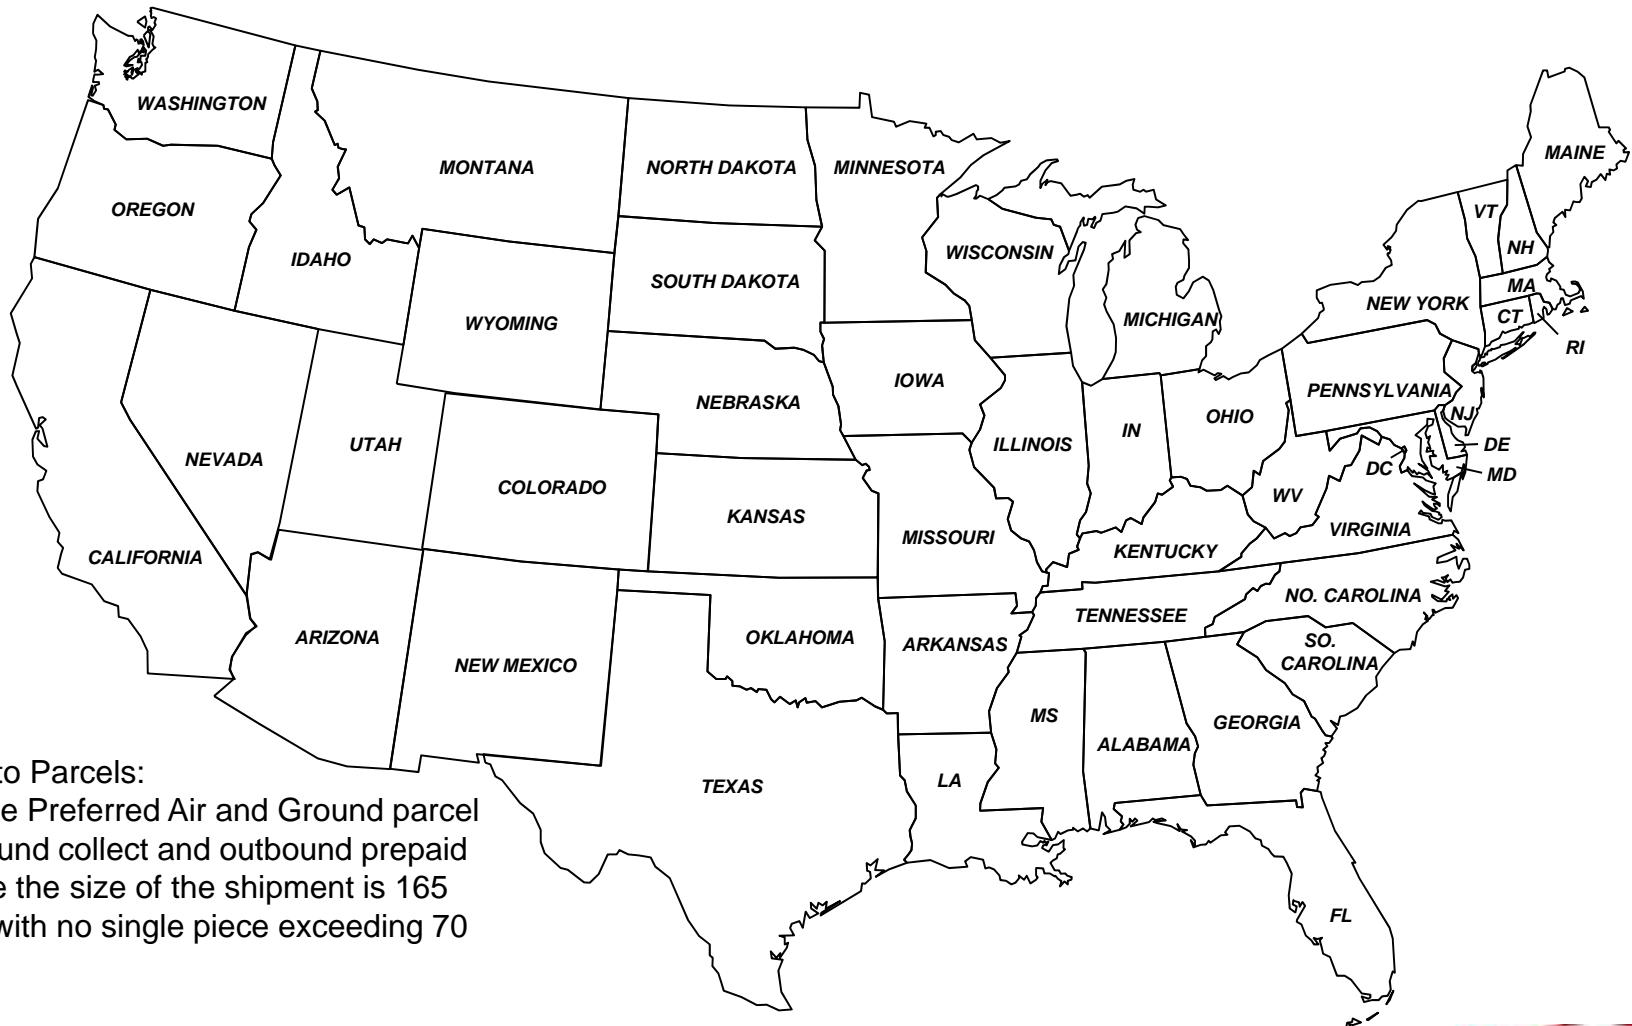 WASHINGTON
MONTANA
NORTH DAKOTA
MINNESOTA
MAINE
OREGON
IDAHO
VT
NH
WISCONSIN
SOUTH DAKOTA
MA
NEW YORK
WYOMING
MICHIGAN
CT
RI
IOWA
PENNSYLVANIA
NEBRASKA
OHIO
NJ
IN
UTAH
ILLINOIS
NEVADA
DE
DC
MD
COLORADO
WV
KANSAS
VIRGINIA
MISSOURI
KENTUCKY
CALIFORNIA
NO. CAROLINA
TENNESSEE
ARIZONA
OKLAHOMA
ARKANSAS
SO.
CAROLINA
NEW MEXICO
MS
GEORGIA
ALABAMA
LA
TEXAS
FL
to Parcels:
e Preferred Air and Ground parcel
und collect and outbound prepaid
e the size of the shipment is 165
with no single piece exceeding 70